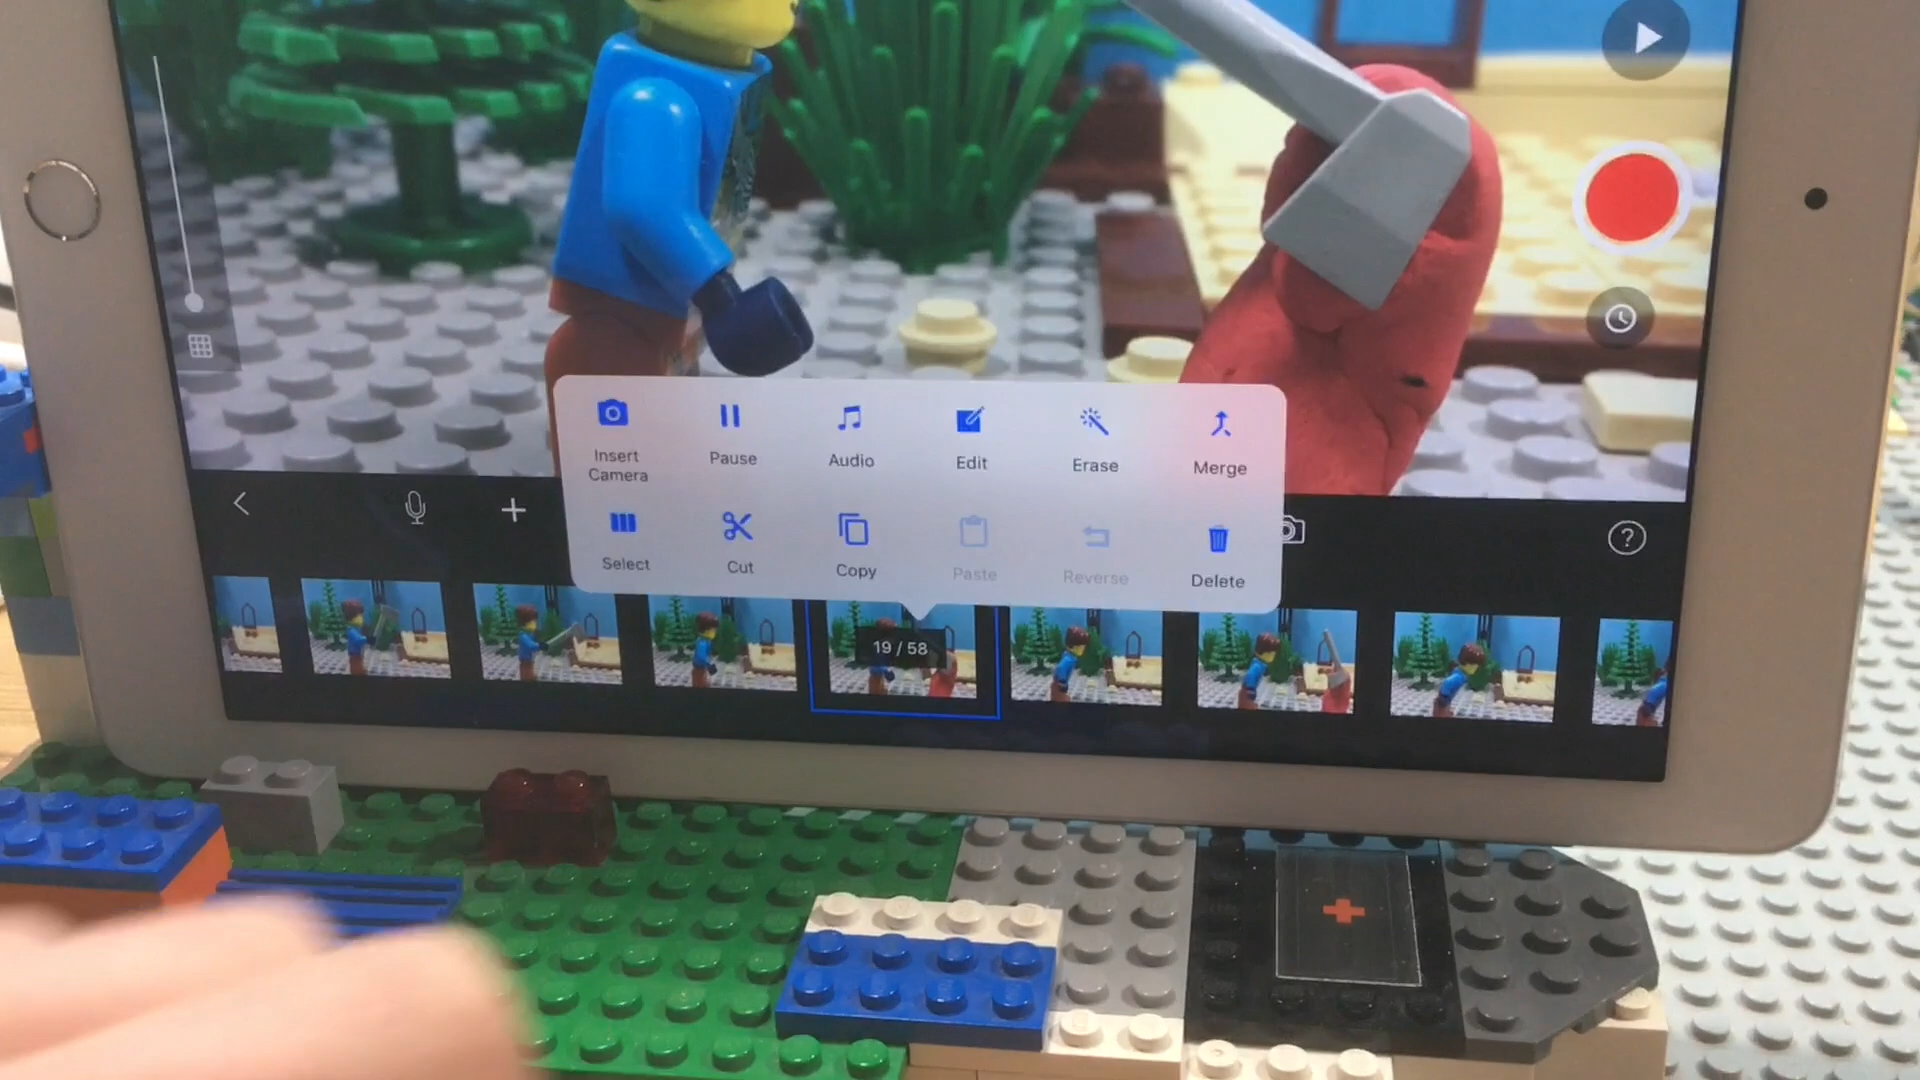 Insert
Camera
Pause
Audio
Edit
Erase
Merge
Select
Cut
Copy
Paste
Reverse
Delete
?
19 / 58